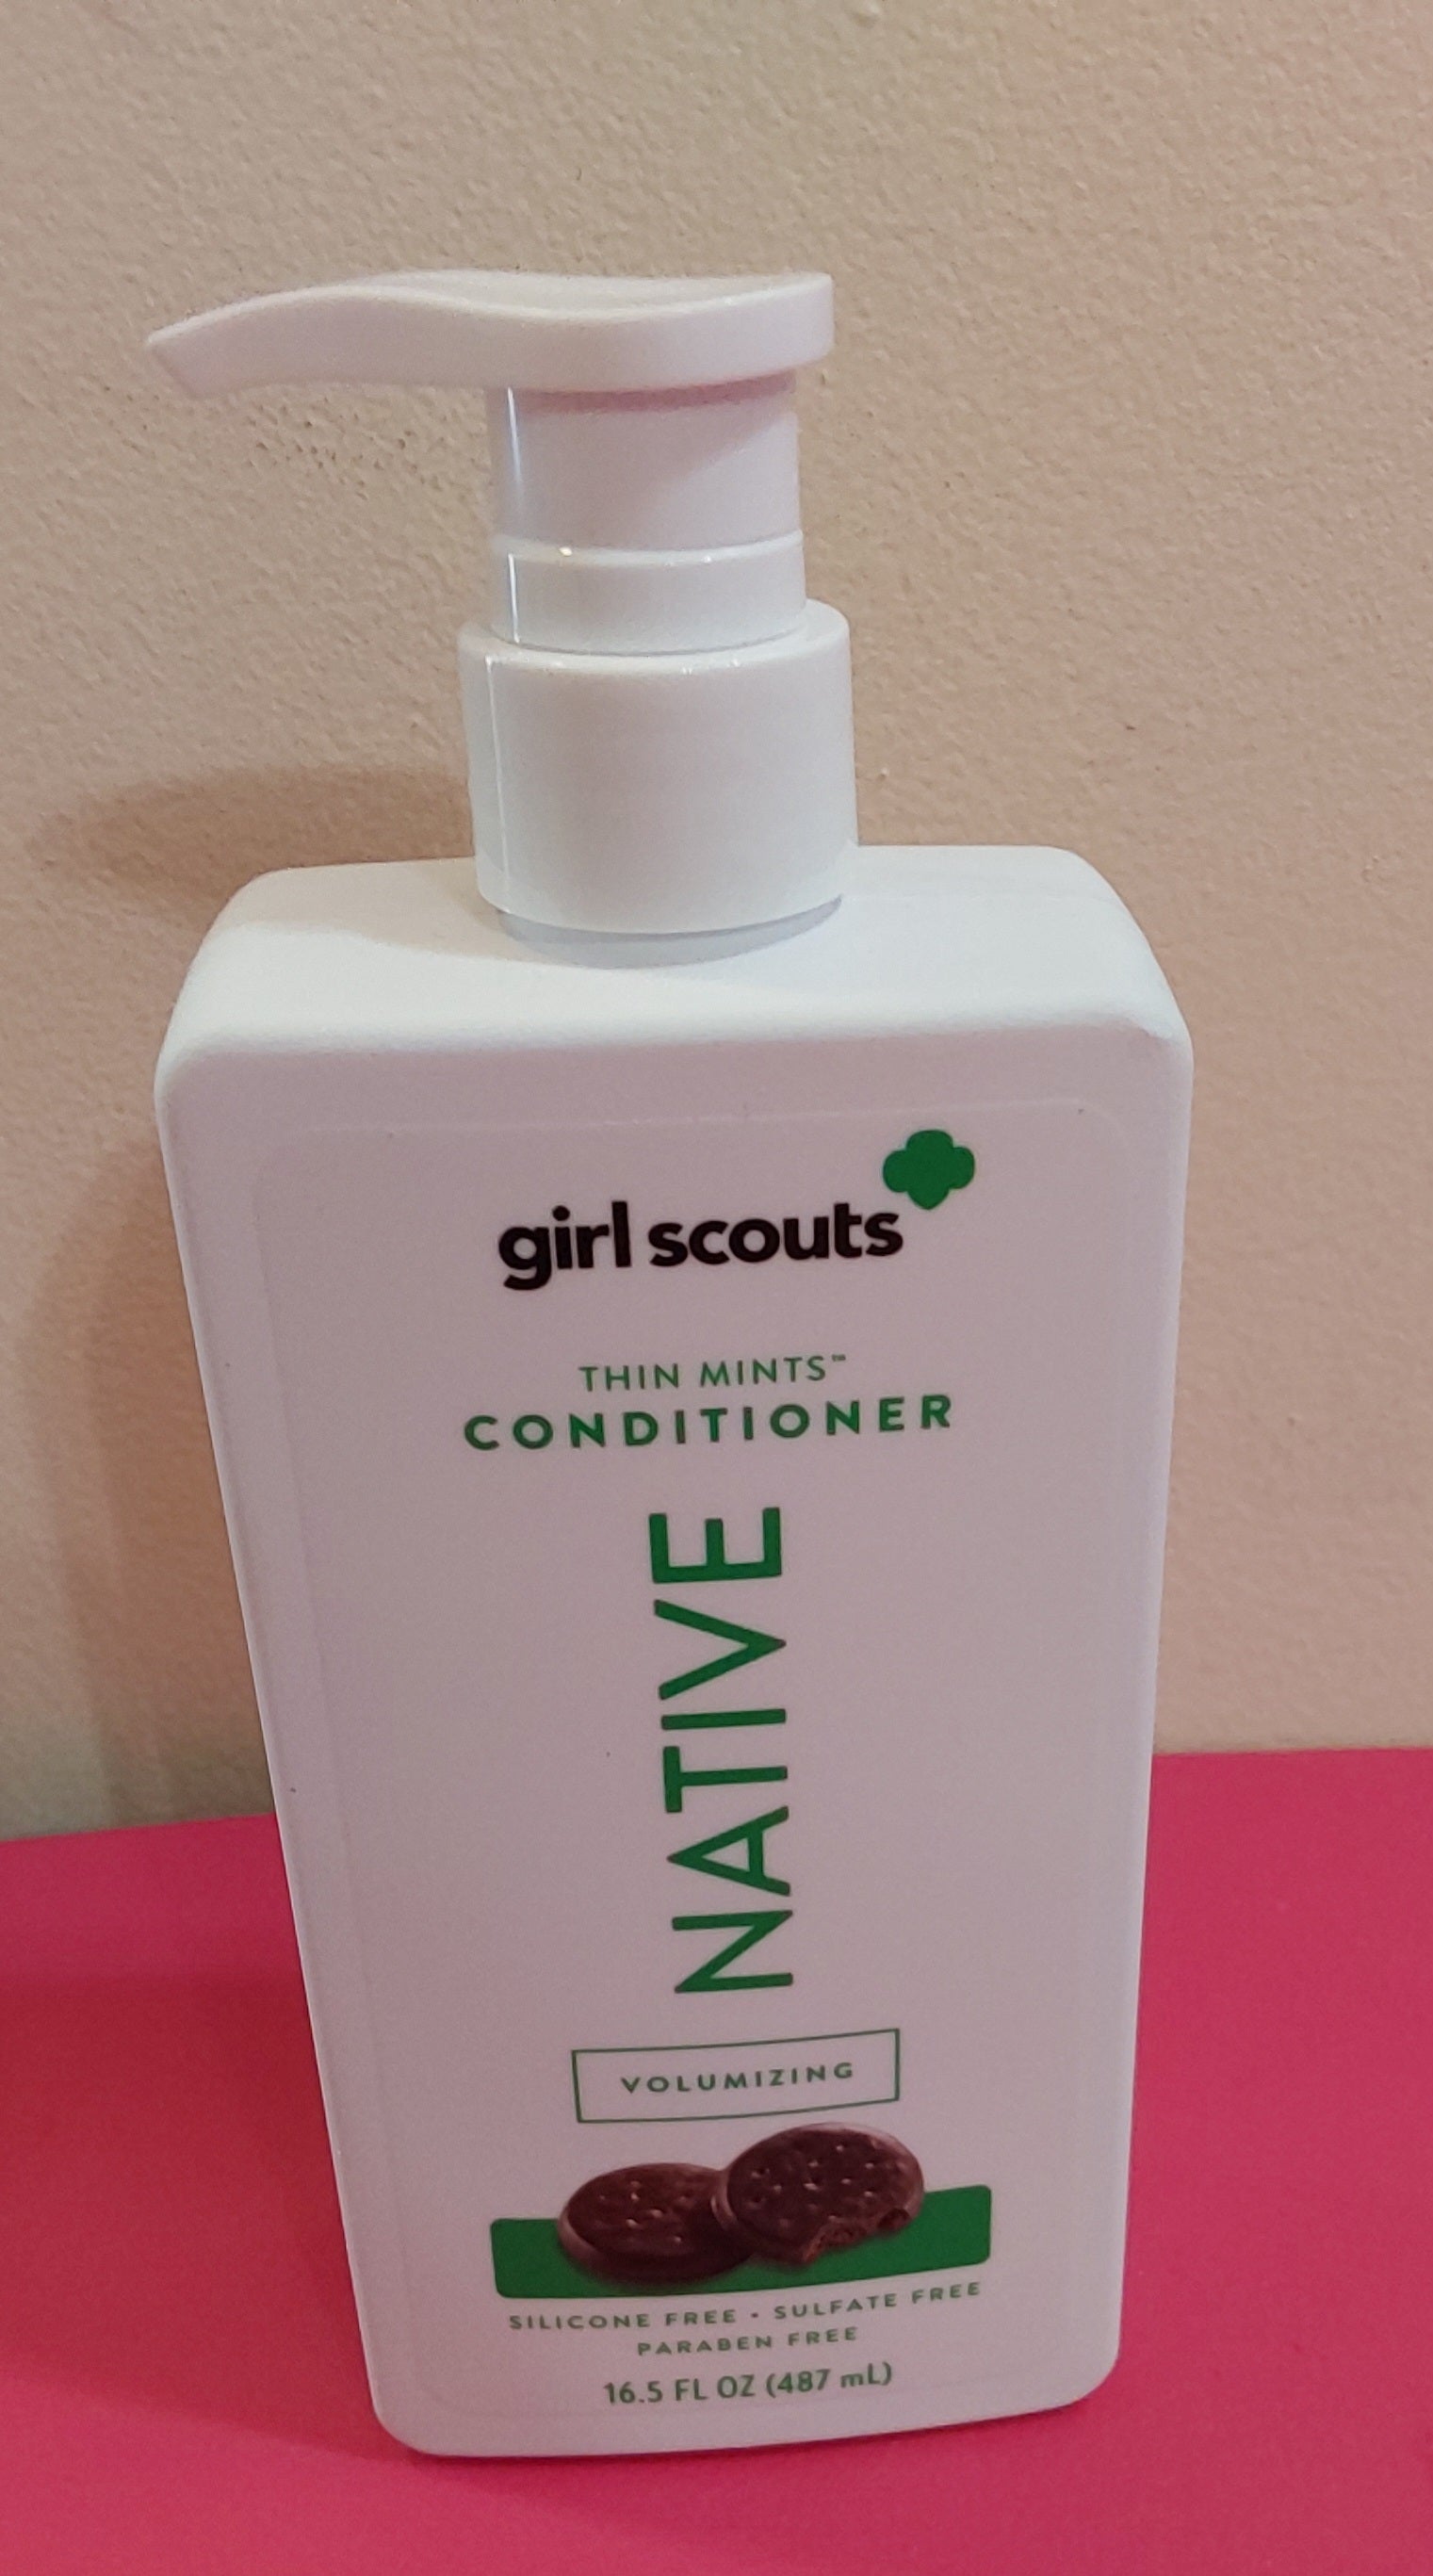 girl scouts
THIN MINTS™
CONDITIONER
NATIVE
VOLUMIZING
SILICONE FREE • SULFATE FREE
PARABEN FREE
16.5 FL OZ (487 mL)